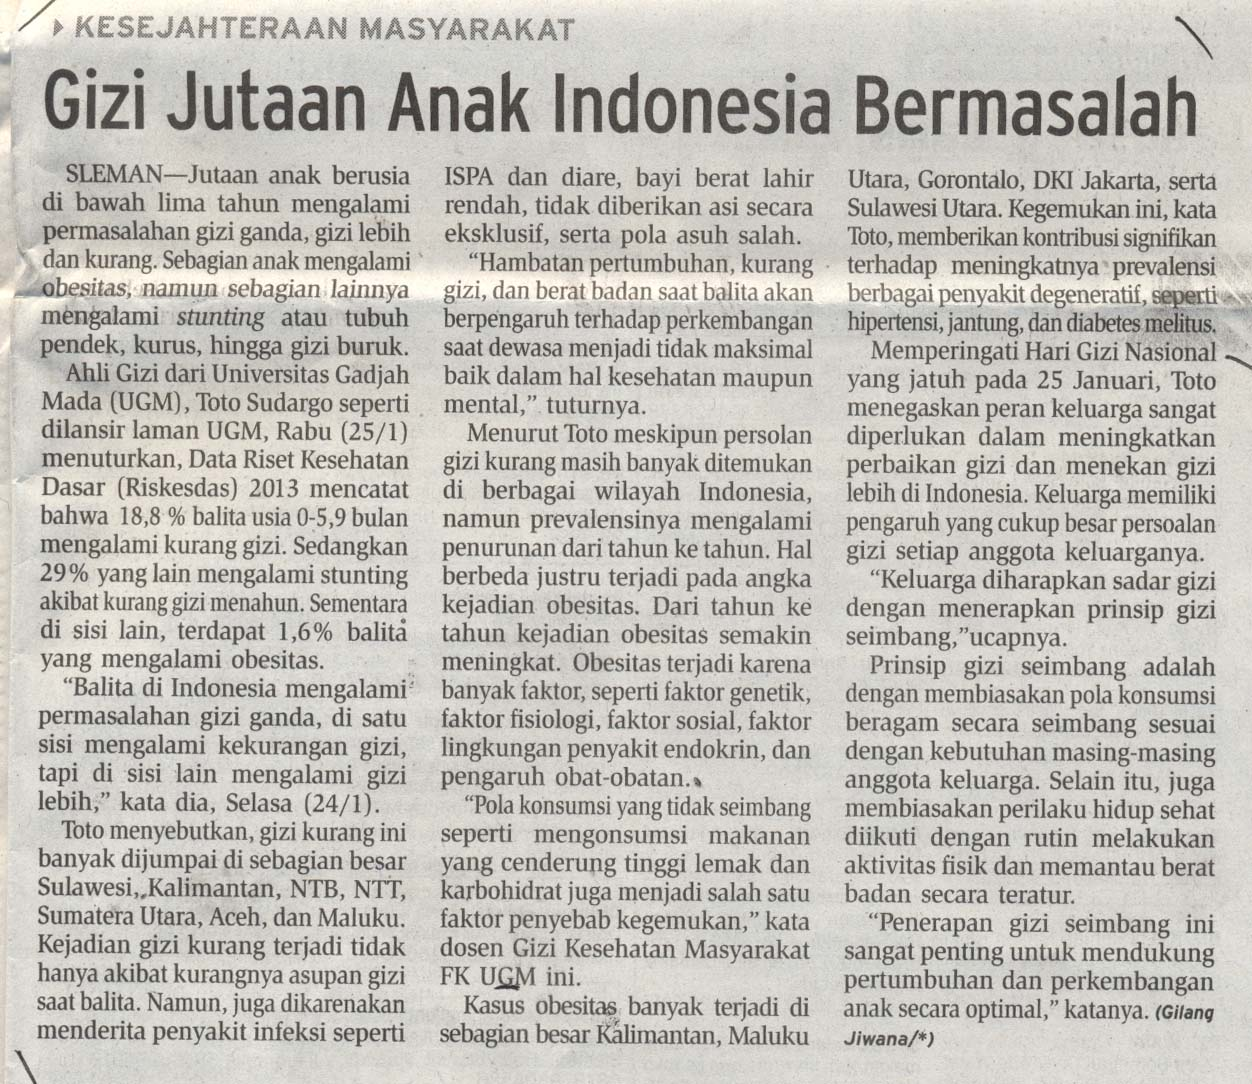 KESEJAHTERAAN MASYARAKAT
Gizi Jutaan Anak Indonesia Bermasalah
SLEMAN—Jutaan anak berusia
di bawah lima tahun mengalami
permasalahan gizi ganda, gizi lebih
dan kurang. Sebagian anak mengalami
obesitas, namun sebagian lainnya
mengalami stunting atau tubuh
pendek, kurus, hingga gizi buruk.
Ahli Gizi dari Universitas Gadjah
Mada (UGM), Toto Sudargo seperti
dilansir laman UGM, Rabu (25/1)
menuturkan, Data Riset Kesehatan
Dasar (Riskesdas) 2013 mencatat
bahwa 18,8 % balita usia 0-5,9 bulan
mengalami kurang gizi. Sedangkan
29% yang lain mengalami stunting
akibat kurang gizi menahun. Sementara
di sisi lain, terdapat 1,6% balita
yang mengalami obesitas.
“Balita di Indonesia mengalami
permasalahan gizi ganda, di satu
sisi mengalami kekurangan gizi,
tapi di sisi lain mengalami gizi
lebih,” kata dia, Selasa (24/1).
Toto menyebutkan, gizi kurang ini
banyak dijumpai di sebagian besar
Sulawesi, Kalimantan, NTB, NTT,
Sumatera Utara, Aceh, dan Maluku.
Kejadian gizi kurang terjadi tidak
hanya akibat kurangnya asupan gizi
saat balita. Namun, juga dikarenakan
menderita penyakit infeksi seperti
ISPA dan diare, bayi berat lahir
rendah, tidak diberikan asi secara
eksklusif, serta pola asuh salah.
“Hambatan pertumbuhan, kurang
gizi, dan berat badan saat balita akan
berpengaruh terhadap perkembangan
saat dewasa menjadi tidak maksimal
baik dalam hal kesehatan maupun
mental,” tuturnya.
Menurut Toto meskipun persolan
gizi kurang masih banyak ditemukan
di berbagai wilayah Indonesia,
namun prevalensinya mengalami
penurunan dari tahun ke tahun. Hal
berbeda justru terjadi pada angka
kejadian obesitas. Dari tahun ke
tahun kejadian obesitas semakin
meningkat. Obesitas terjadi karena
banyak faktor, seperti faktor genetik,
faktor fisiologi, faktor sosial, faktor
lingkungan penyakit endokrin, dan
pengaruh obat-obatan.
“Pola konsumsi yang tidak seimbang
seperti mengonsumsi makanan
yang cenderung tinggi lemak dan
karbohidrat juga menjadi salah satu
faktor penyebab kegemukan,” kata
dosen Gizi Kesehatan Masyarakat
FK UGM ini.
Kasus obesitas banyak terjadi di
sebagian besar Kalimantan, Maluku
Utara, Gorontalo, DKI Jakarta, serta
Sulawesi Utara. Kegemukan ini, kata
Toto, memberikan kontribusi signifikan
terhadap meningkatnya prevalensi
berbagai penyakit degeneratif, seperti
hipertensi, jantung, dan diabetes melitus.
Memperingati Hari Gizi Nasional
yang jatuh pada 25 Januari, Toto
menegaskan peran keluarga sangat
diperlukan dalam meningkatkan
perbaikan gizi dan menekan gizi
lebih di Indonesia. Keluarga memiliki
pengaruh yang cukup besar persoalan
gizi setiap anggota keluarganya.
“Keluarga diharapkan sadar gizi
dengan menerapkan prinsip gizi
seimbang,”ucapnya.
Prinsip gizi seimbang adalah
dengan membiasakan pola konsumsi
beragam secara seimbang sesuai
dengan kebutuhan masing-masing
anggota keluarga. Selain itu, juga
membiasakan perilaku hidup sehat
diikuti dengan rutin melakukan
aktivitas fisik dan memantau berat
badan secara teratur.
“Penerapan gizi seimbang ini
sangat penting untuk mendukung
pertumbuhan dan perkembangan
anak secara optimal,” katanya. (Gilang
Jiwana/*)